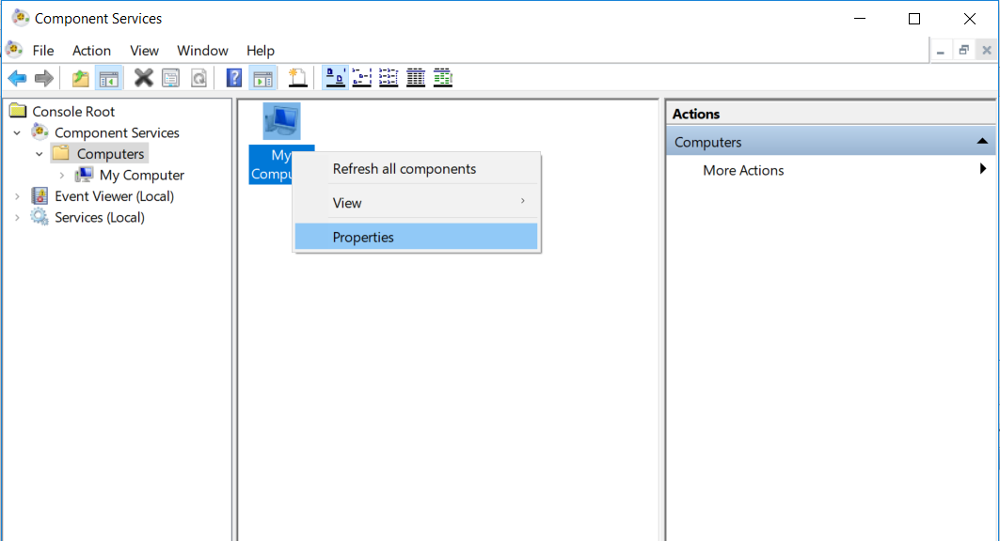 Component Services
File Action View Window Help
Console Root
Component Services
Computers
My Computer
Event Viewer (Local)
Services (Local)
My
Compu
Refresh all components
View
Properties
Actions
Computers
More Actions